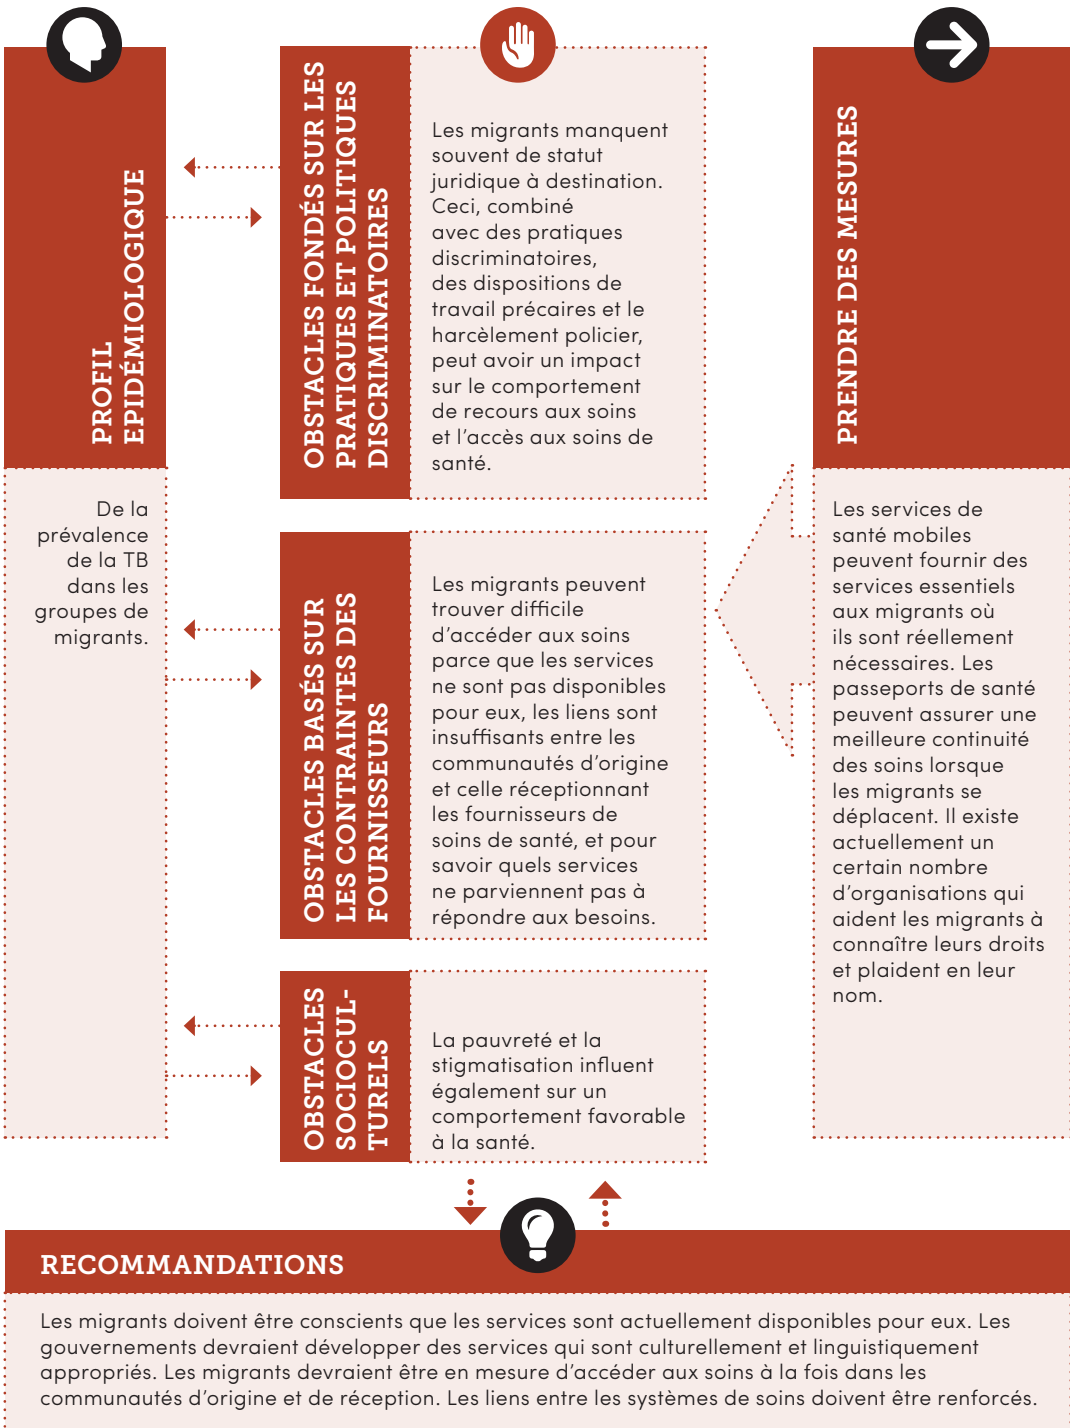 PROFIL
EPIDÉMIOLOGIQUE
De la
prévalence
de la TB
dans les
groupes de
migrants.
OBSTACLES FONDÉS SUR LES
PRATIQUES ET POLITIQUES
DISCRIMINATOIRES
Les migrants manquent
souvent de statut
juridique à destination.
Ceci, combiné
avec des pratiques
discriminatoires,
des dispositions de
travail précaires et le
harcèlement policier,
peut avoir un impact
sur le comportement
de recours aux soins
et l’accès aux soins de
santé.
OBSTACLES BASÉS SUR
LES CONTRAINTES DES
FOURNISSEURS
Les migrants peuvent
trouver difficile
d’accéder aux soins
parce que les services
ne sont pas disponibles
pour eux, les liens sont
insuffisants entre les
communautés d’origine
et celle réceptionnant
les fournisseurs de
soins de santé, et pour
savoir quels services
ne parviennent pas à
répondre aux besoins.
OBSTACLES
SOCIOCUL-
TURELS
La pauvreté et la
stigmatisation influent
également sur un
comportement favorable
à la santé.
PRENDRE DES MESURES
Les services de
santé mobiles
peuvent fournir des
services essentiels
aux migrants où
ils sont réellement
nécessaires. Les
passeports de santé
peuvent assurer une
meilleure continuité
des soins lorsque
les migrants se
déplacent. Il existe
actuellement un
certain nombre
d’organisations qui
aident les migrants à
connaître leurs droits
et plaident en leur
nom.
RECOMMANDATIONS
Les migrants doivent être conscients que les services sont actuellement disponibles pour eux. Les
gouvernements devraient développer des services qui sont culturellement et linguistiquement
appropriés. Les migrants devraient être en mesure d’accéder aux soins à la fois dans les
communautés d’origine et de réception. Les liens entre les systèmes de soins doivent être renforcés.